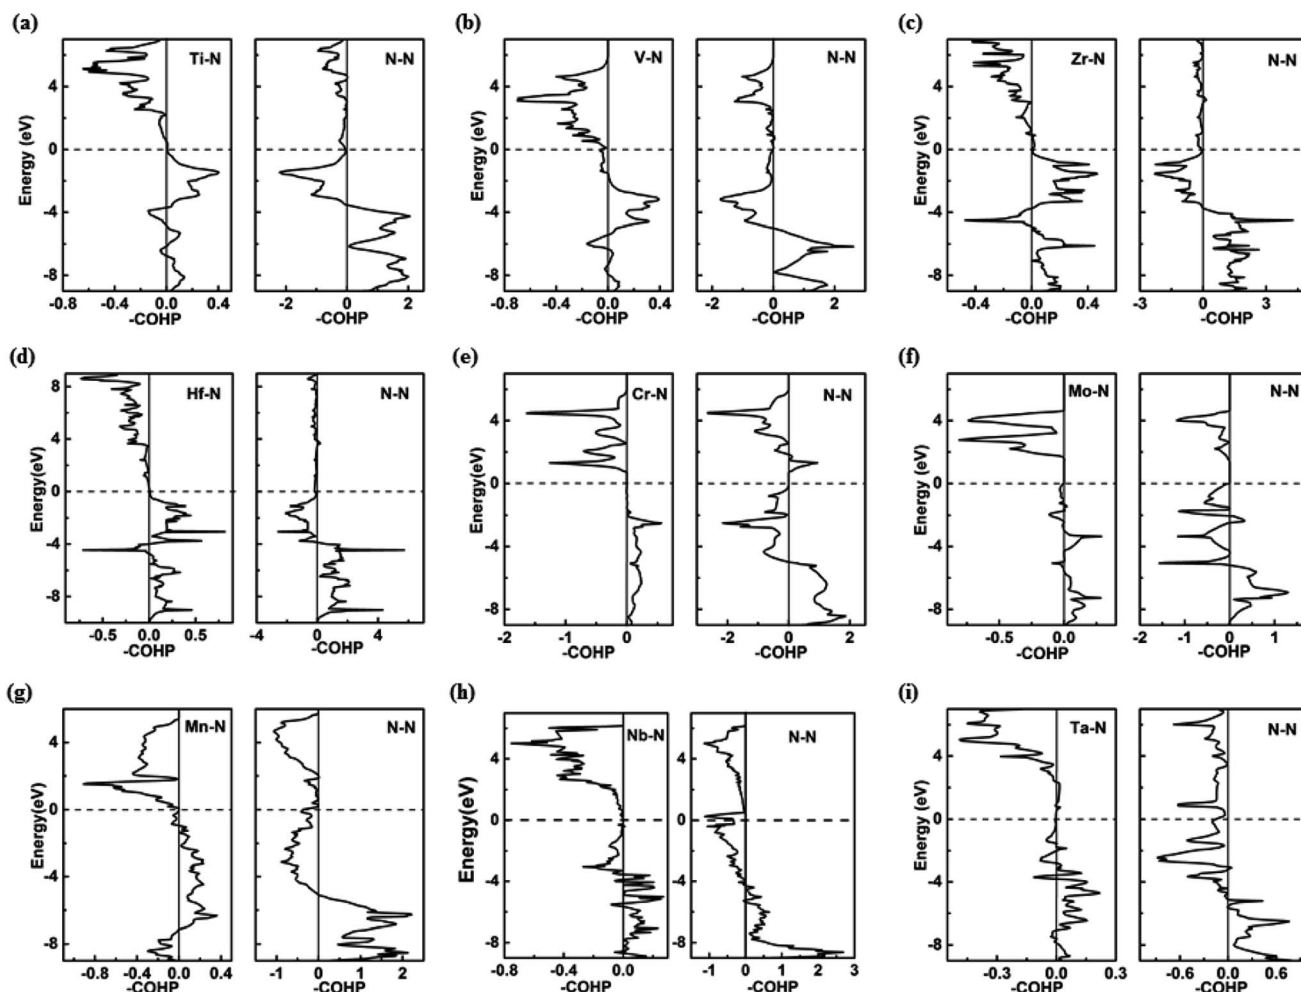 (a)
Ti-N
N-N
Energy (eV)
4
0
-4
-8
-0.8 -0.4 0.0 0.4
-COHP
-2 0 2
-COHP
(b)
V-N
N-N
Energy (eV)
4
0
-4
-8
-0.8 -0.4 0.0 0.4
-COHP
-2 -1 0 1 2
-COHP
(c)
Zr-N
N-N
Energy (eV)
4
0
-4
-8
-0.4 0.0 0.4
-COHP
-3 0 3
-COHP
(d)
Hf-N
N-N
Energy(eV)
8
4
0
-4
-8
-0.5 0.0 0.5
-COHP
-4 0 4
-COHP
(e)
Cr-N
N-N
Energy(eV)
4
0
-4
-8
-2 -1 0 1
-COHP
-2 0 2
-COHP
(f)
Mo-N
N-N
Energy(eV)
4
0
-4
-8
-0.5 0.0
-COHP
-2 -1 0 1
-COHP
(g)
Mn-N
N-N
Energy(eV)
4
0
-4
-8
-0.8 -0.4 0.0 0.4
-COHP
-1 0 1 2
-COHP
(h)
Nb-N
N-N
Energy(eV)
4
0
-4
-8
-0.8 -0.4 0.0
-COHP
-1 0 1 2 3
-COHP
(i)
Ta-N
N-N
Energy(eV)
4
0
-4
-8
-0.3 0.0 0.3
-COHP
-0.6 0.0 0.6
-COHP